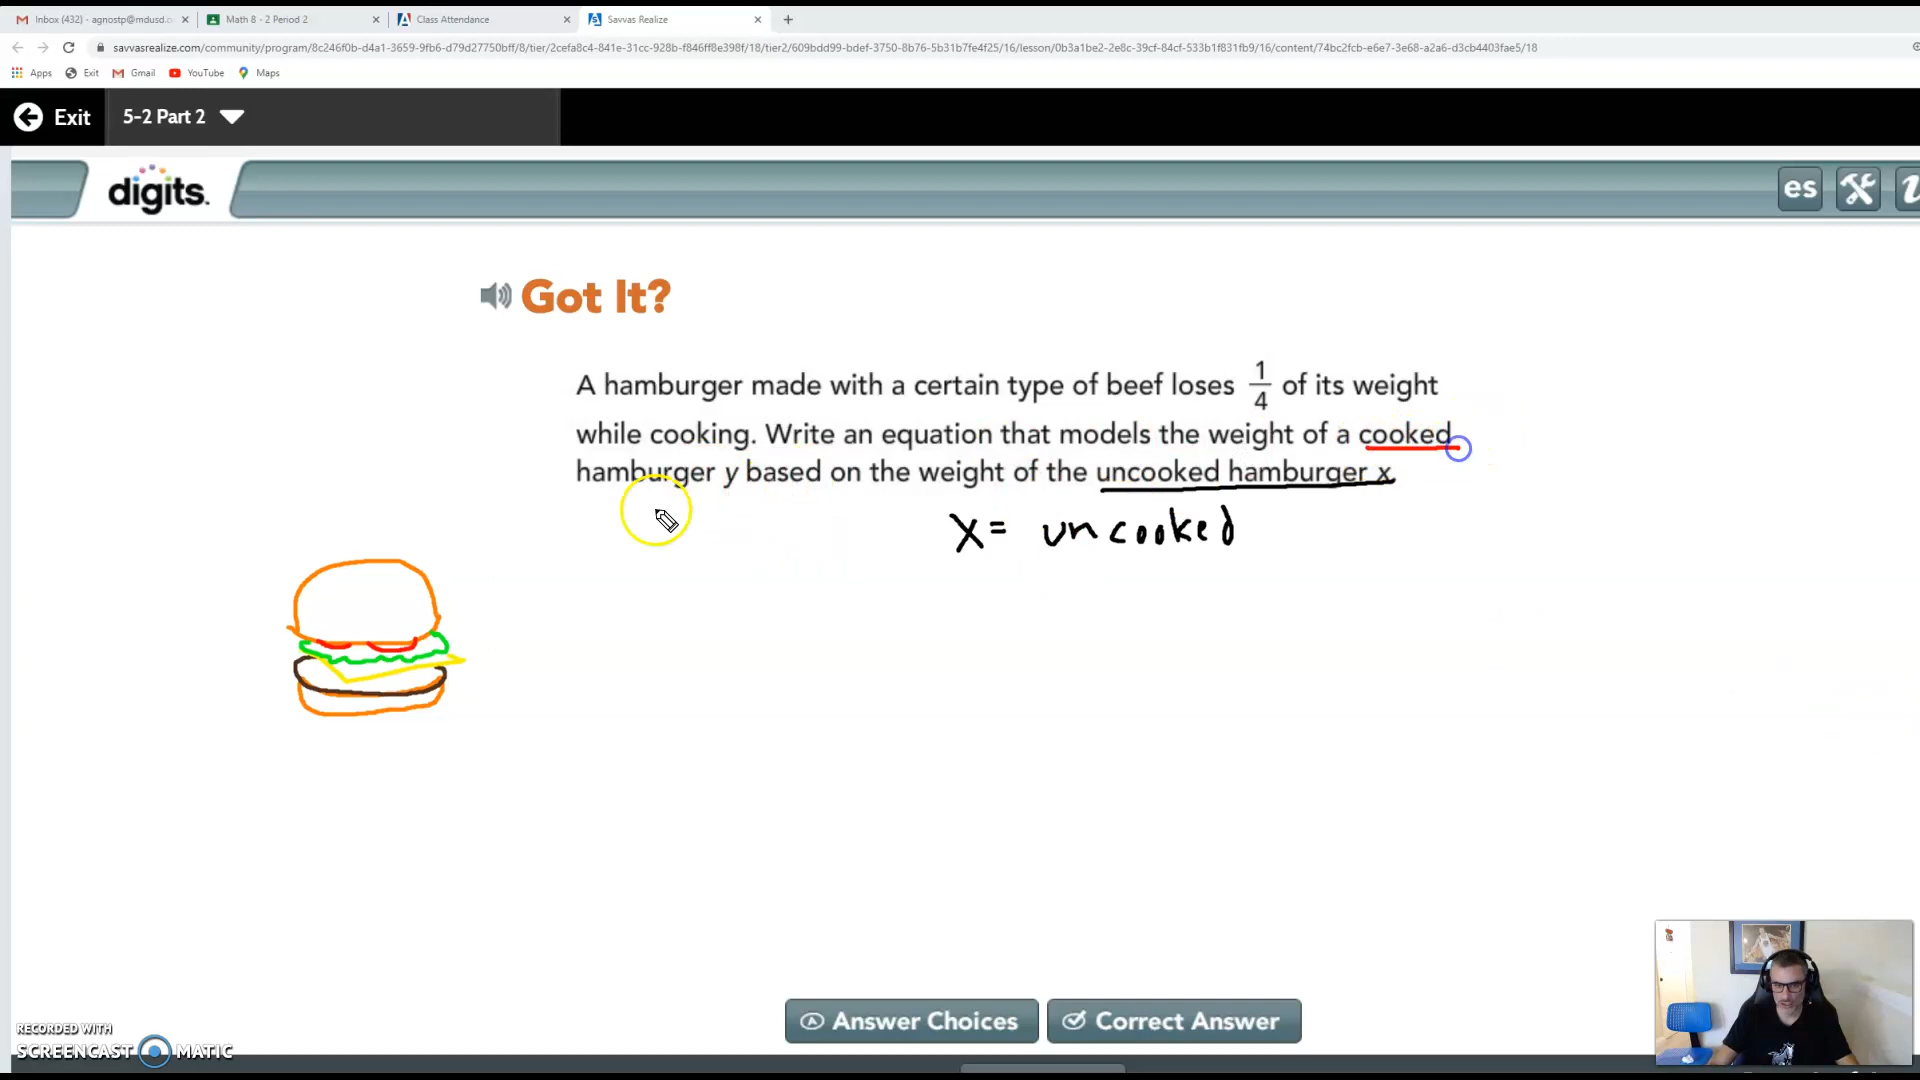 Inbox (432) - agnostp@mdusd.c
Math 8 - 2 Period 2
Class Attendance
Savvas Realize
savvasrealize.com/community/program/8c246f0b-d4a1-3659-9fb6-d79d27750bff/8/tier/2cefa8c4-841e-31cc-928b-f846ff8e398f/18/tier2/609bdd99-bdef-3750-8b76-5b31b7fe4f25/16/lesson/0b3a1be2-2e8c-39cf-84cf-533b1f831fb9/16/content/74bc2fcb-e6e7-3e68-a2a6-d3cb4403fae5/18
Apps Exit Gmail YouTube Maps
Exit 5-2 Part 2
digits. es
Got It?
A hamburger made with a certain type of beef loses 1/4 of its weight
while cooking. Write an equation that models the weight of a cooked
hamburger y based on the weight of the uncooked hamburger x
x = uncooked
Answer Choices Correct Answer
RECORDED WITH
SCREENCAST MATIC